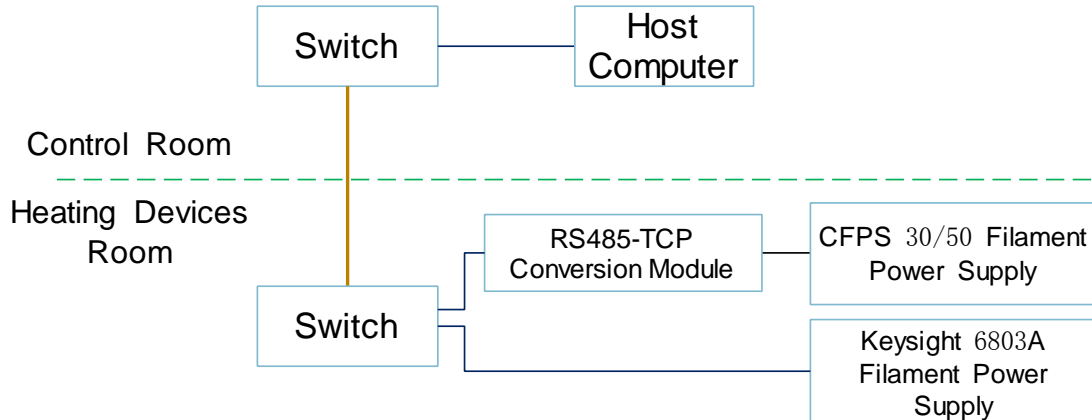 Switch
Host
Computer
Control Room
Heating Devices
Room
RS485-TCP
Conversion Module
CFPS 30/50 Filament
Power Supply
Switch
Keysight 6803A
Filament Power
Supply